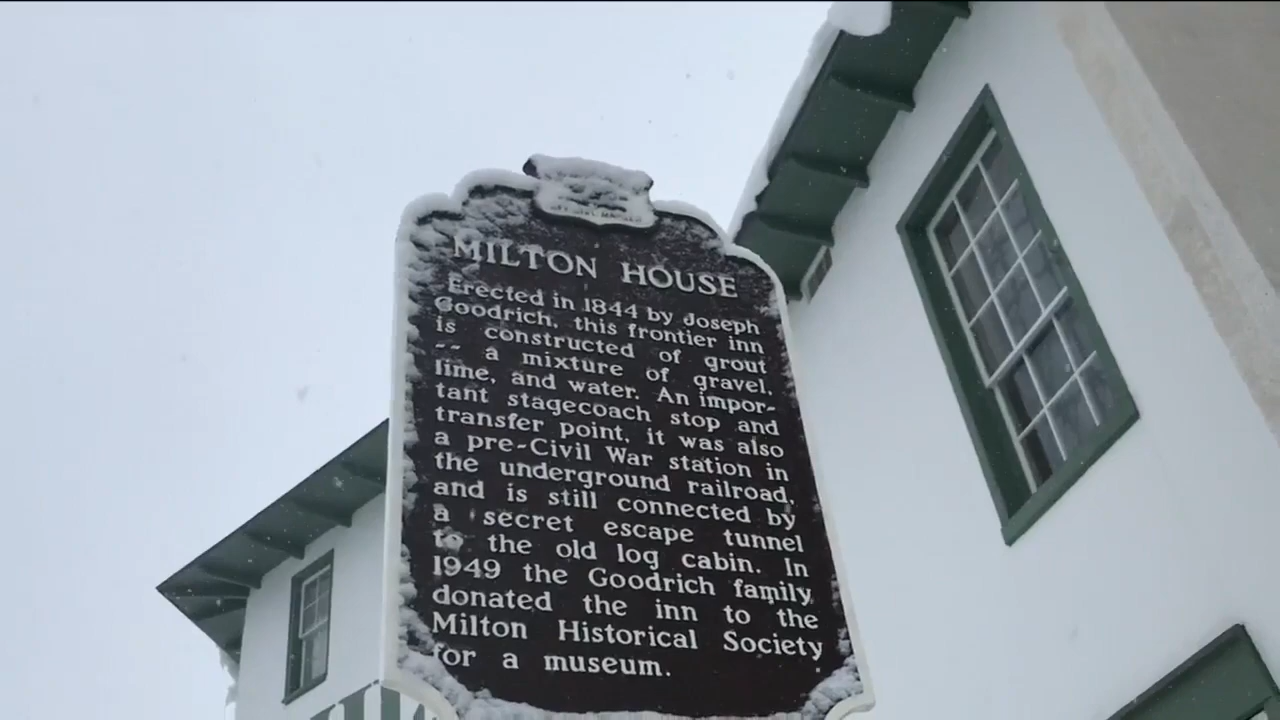 MILTON HOUSE
Erected in 1844 by Joseph
Goodrich, this frontier inn
is constructed of grout
-- a mixture of gravel,
lime, and water. An impor-
tant stagecoach stop and
transfer point, it was also
a pre-Civil War station in
the underground railroad,
and is still connected by
a secret escape tunnel
to the old log cabin. In
1949 the Goodrich family
donated the inn to the
Milton Historical Society
for a museum.